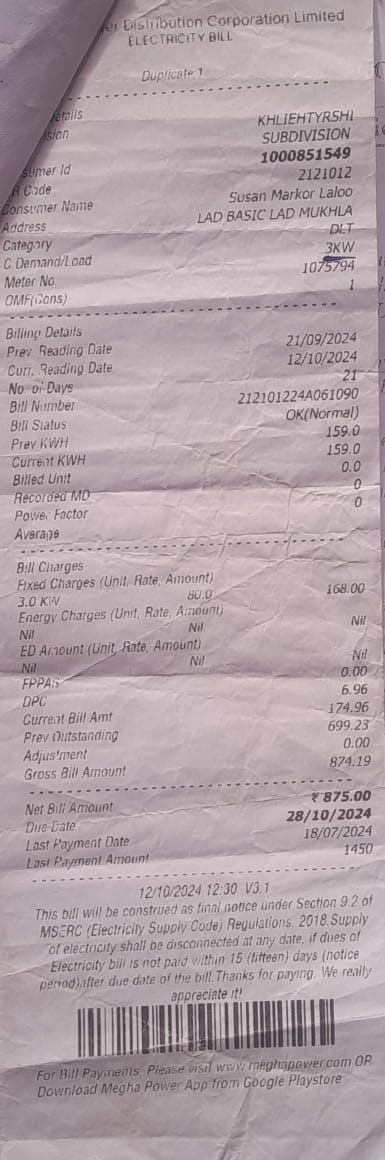 Distribution Corporation Limited
ELECTRICITY BILL
Duplicate:1
KHLIEHTYRSHI
SUBDIVISION
Id 1000851549
Code 2121012
Consumer Name Susan Markor Laloo
Address LAD BASIC LAD MUKHLA
Category DLT
C.Demand/Load 3KW
Meter No 1075794
OMF(Cons) 1
Billing Details
Prev. Reading Date 21/09/2024
Curr. Reading Date 12/10/2024
No. of Days 21
Bill Number 212101224A061090
Bill Status OK(Normal)
Prev KWH 159.0
Current KWH 159.0
Billed Unit 0.0
Recorded MD 0
Power Factor 0
Average
Bill Charges
Fixed Charges (Unit, Rate, Amount)
3.0 KW 80.0 168.00
Energy Charges (Unit, Rate, Amount)
Nil Nil Nil
ED Amount (Unit, Rate, Amount)
Nil Nil Nil
FPPAS 0.00
DPC 6.96
Current Bill Amt 174.96
Prev Outstanding 699.23
Adjustment 0.00
Gross Bill Amount 874.19
Net Bill Amount ₹ 875.00
Due Date 28/10/2024
Last Payment Date 18/07/2024
Last Payment Amount 1450
12/10/2024 12:30 V3.1
This bill will be construed as final notice under Section 9.2 of
MSERC (Electricity Supply Code) Regulations, 2018.Supply
of electricity shall be disconnected at any date, if dues of
Electricity bill is not paid within 15 (fifteen) days (notice
period)after due date of the bill.Thanks for paying, We really
appreciate it!
For Bill Payments, Please visit www.meghapower.com OR
Download Megha Power App from Google Playstore